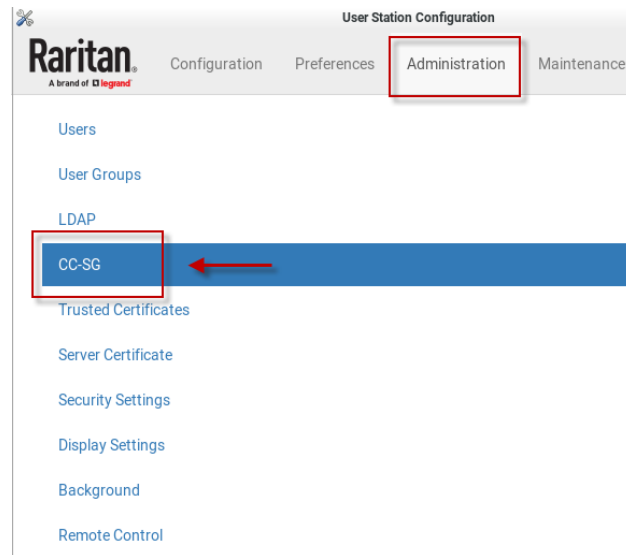 User Station Configuration
Raritan.
A brand of legrand
Configuration Preferences Administration Maintenance
Users
User Groups
LDAP
CC-SG
Trusted Certificates
Server Certificate
Security Settings
Display Settings
Background
Remote Control